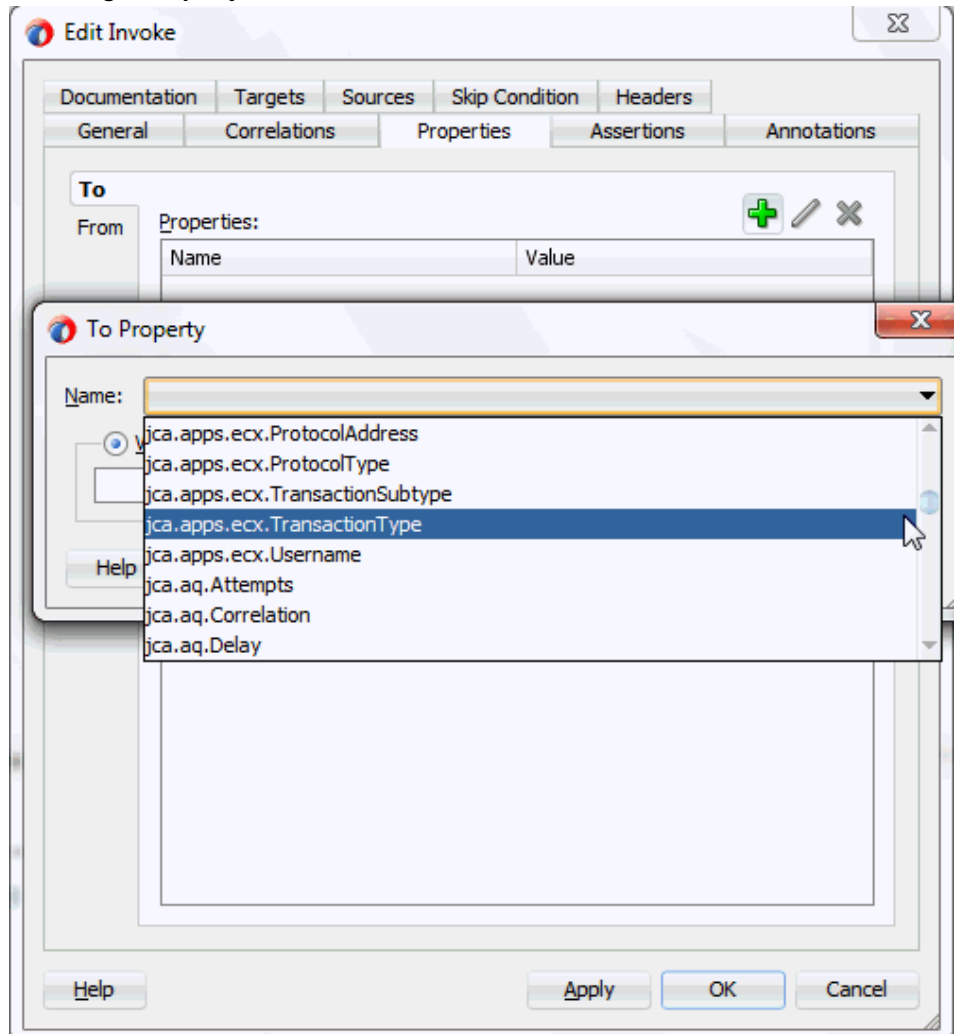 Edit Invoke
Documentation Targets Sources Skip Condition Headers
General Correlations Properties Assertions Annotations
To
From
Properties:
Name Value
To Property
Name:
jca.apps.ecx.ProtocolAddress
jca.apps.ecx.ProtocolType
jca.apps.ecx.TransactionSubtype
jca.apps.ecx.TransactionType
jca.apps.ecx.Username
Help
jca.aq.Attempts
jca.aq.Correlation
jca.aq.Delay
Help Apply OK Cancel